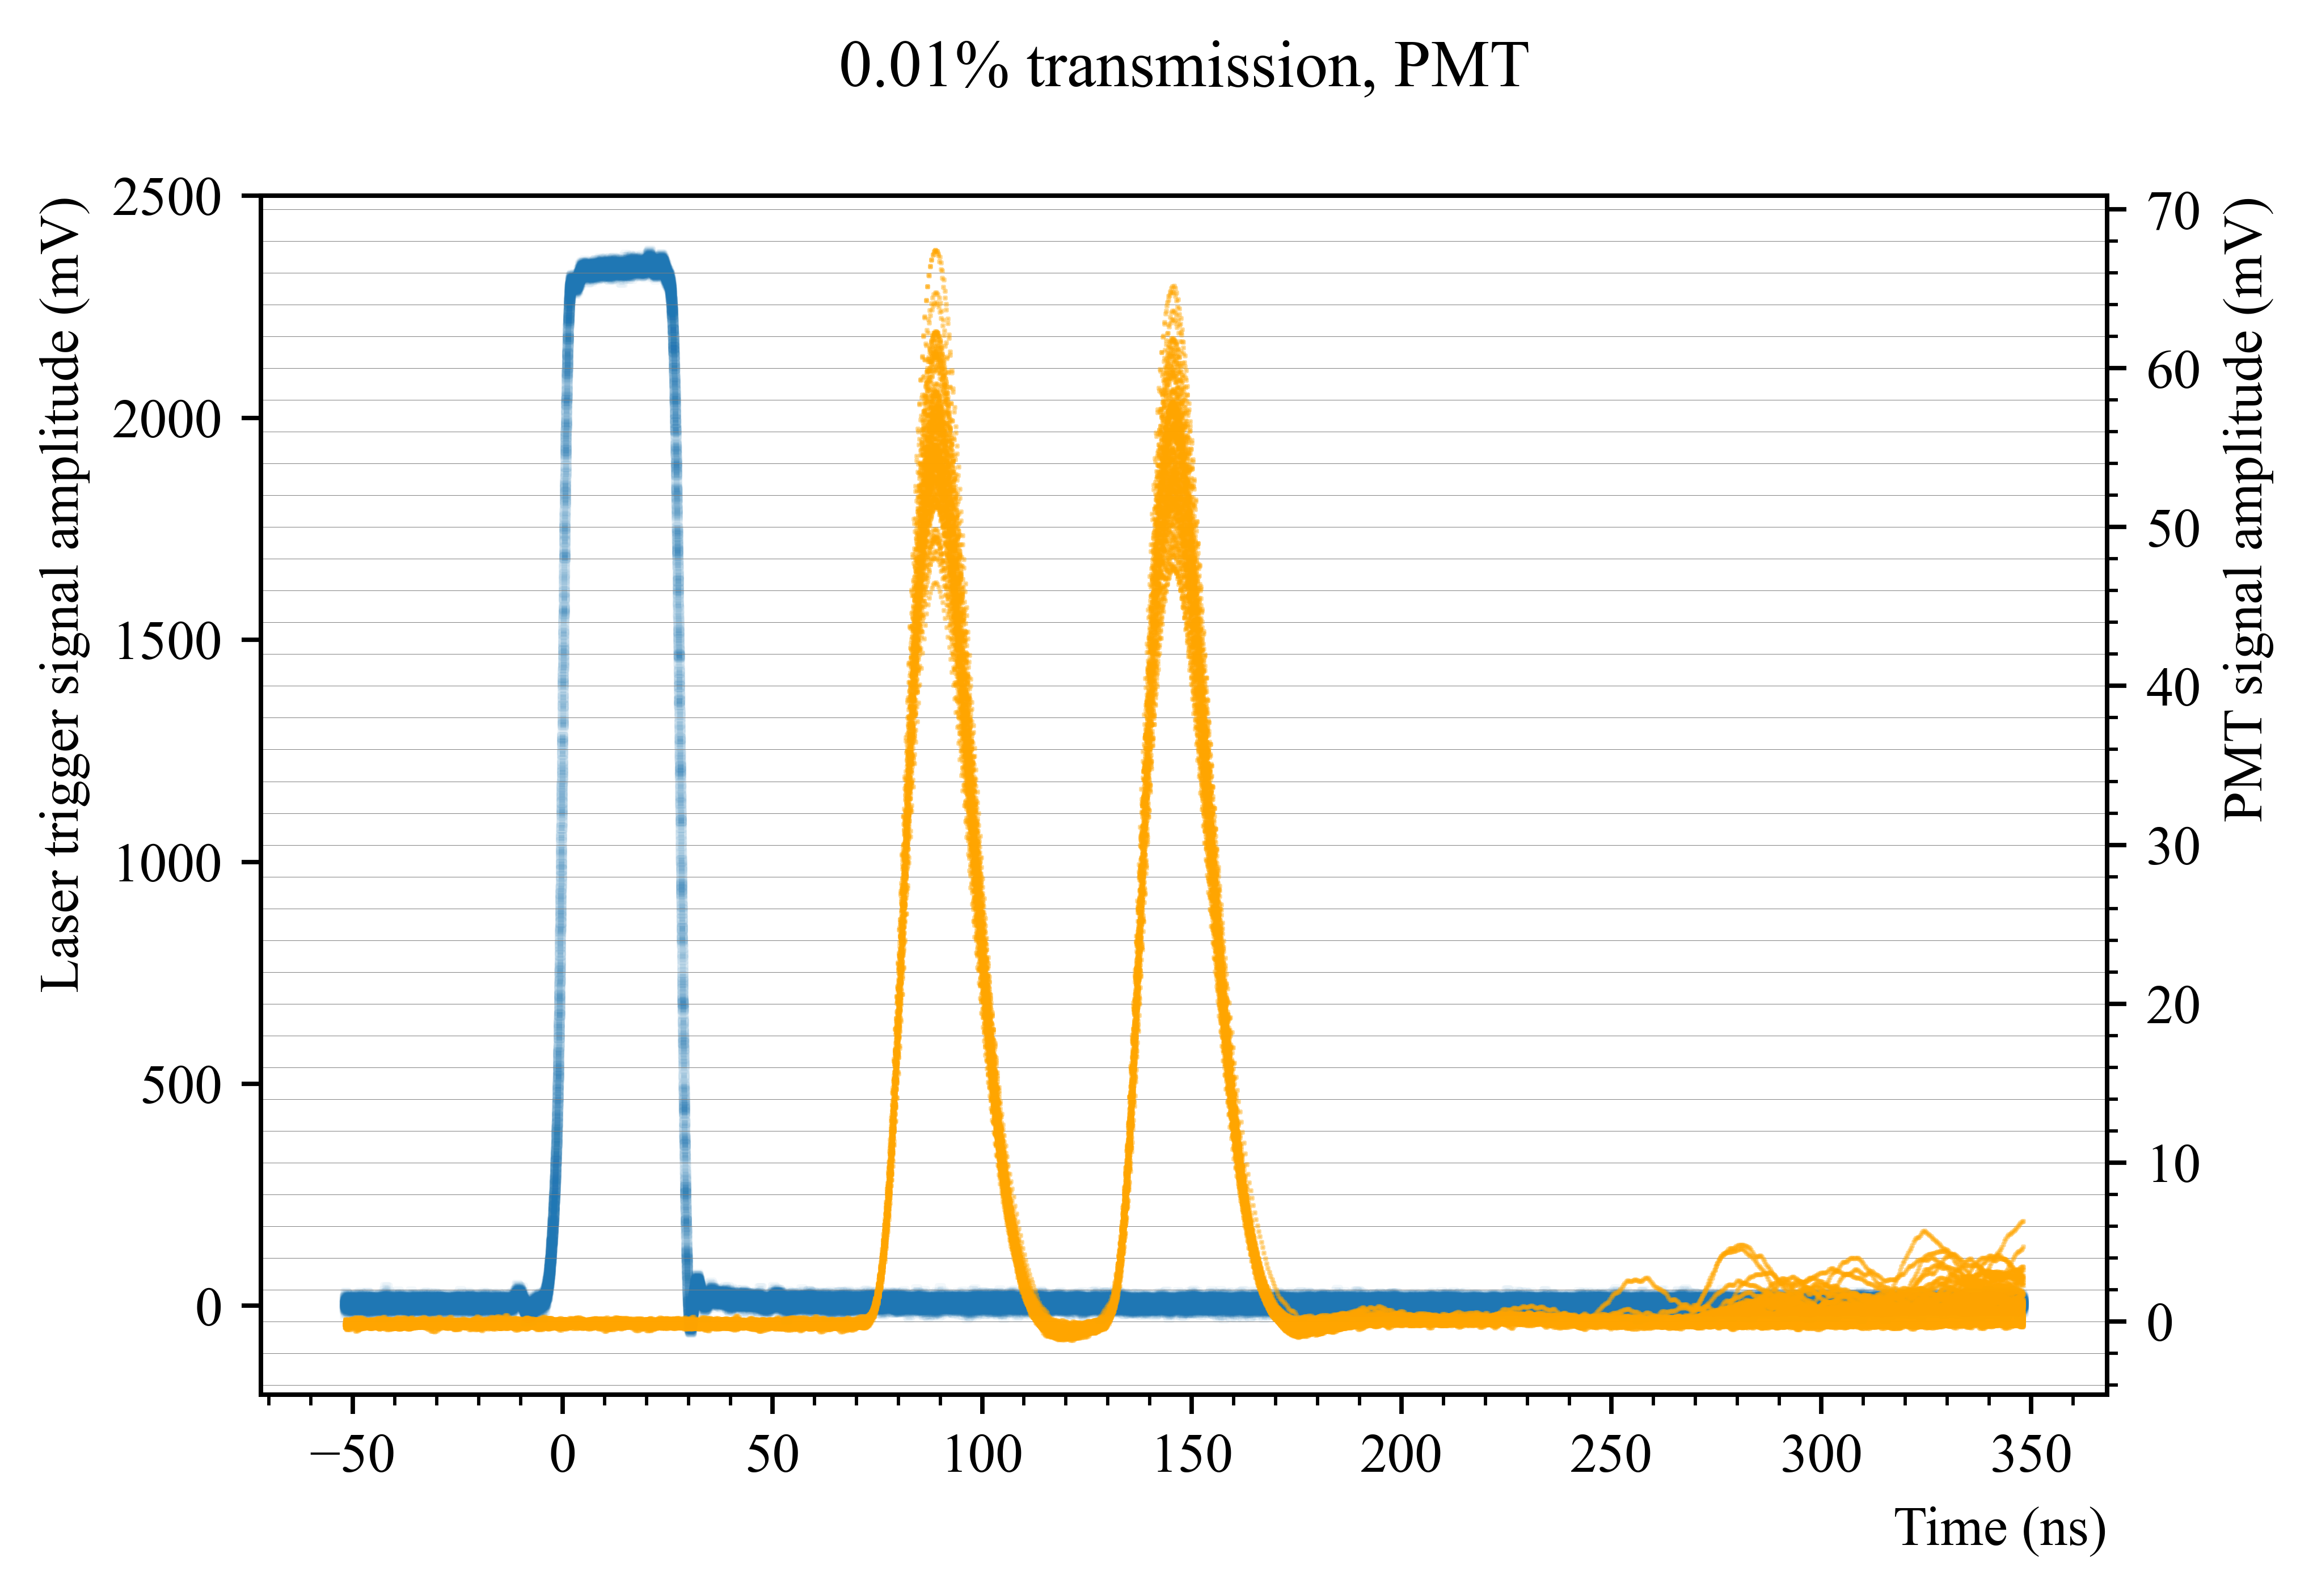 0.01% transmission, PMT
Laser trigger signal amplitude (mV)
2500
2000
1500
1000
500
0
70
60
50
40
30
20
10
0
PMT signal amplitude (mV)
−50 0 50 100 150 200 250 300 350
Time (ns)